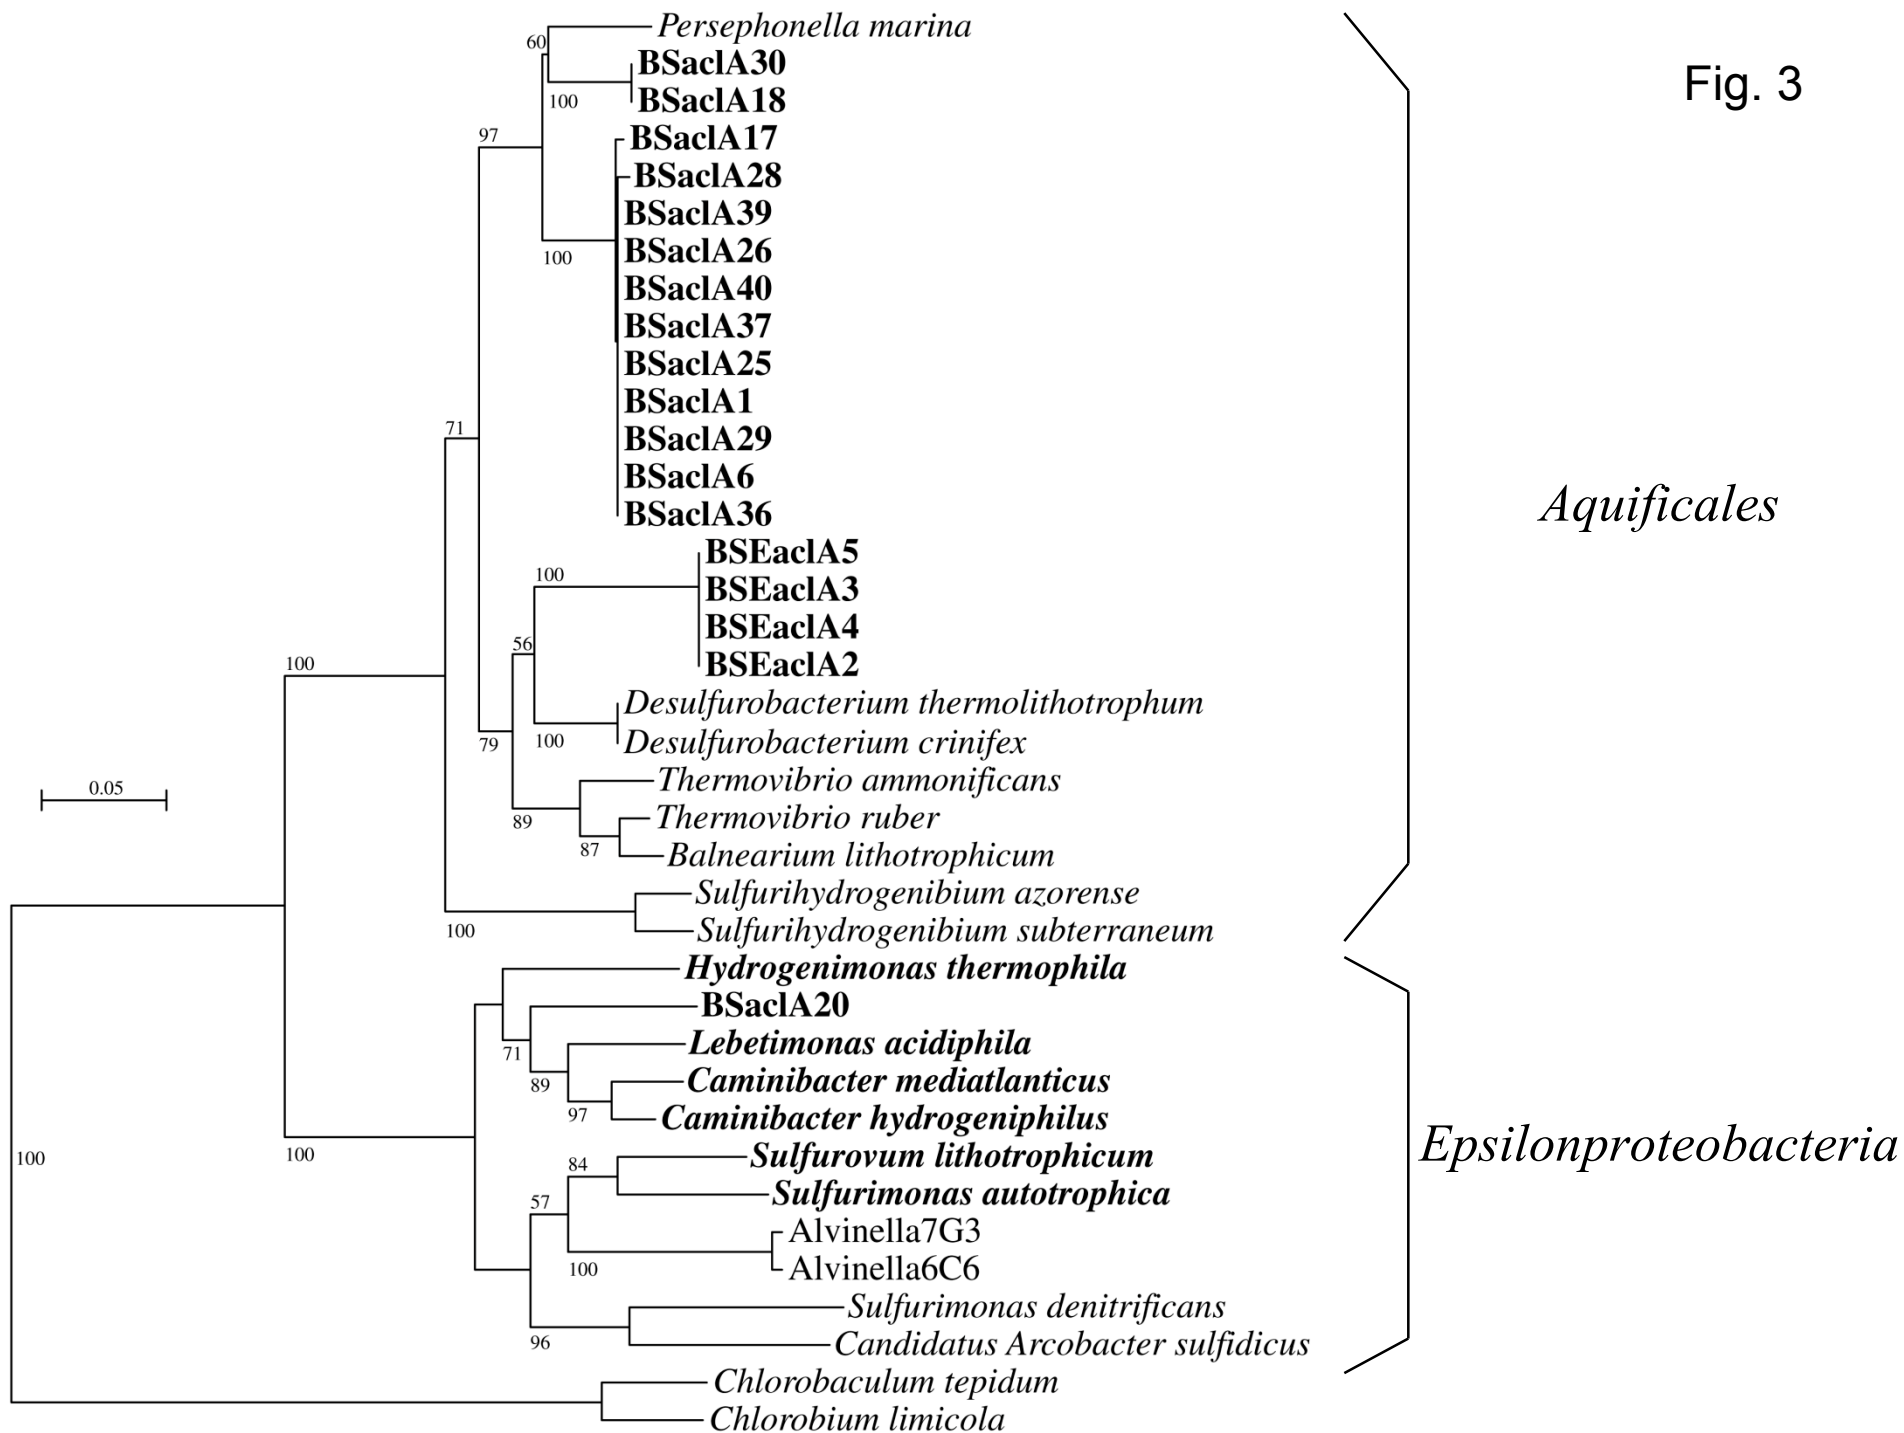 Fig. 3
60
Persephonella marina
BSaclA30
100
BSaclA18
97
BSaclA17
BSaclA28
BSaclA39
BSaclA26
100
BSaclA40
BSaclA37
BSaclA25
BSaclA1
71
BSaclA29
BSaclA6
BSaclA36
Aquificales
BSEaclA5
100
BSEaclA3
BSEaclA4
56
BSEaclA2
100
Desulfurobacterium thermolithotrophum
79
100
Desulfurobacterium crinifex
Thermovibrio ammonificans
0.05
89
Thermovibrio ruber
87
Balnearium lithotrophicum
Sulfurihydrogenibium azorense
100
Sulfurihydrogenibium subterraneum
Hydrogenimonas thermophila
BSaclA20
71
Lebetimonas acidiphila
89
Caminibacter mediatlanticus
97
Caminibacter hydrogeniphilus
Epsilonproteobacteria
100
100
84
Sulfurovum lithotrophicum
57
Sulfurimonas autotrophica
Alvinella7G3
100
Alvinella6C6
Sulfurimonas denitrificans
96
Candidatus Arcobacter sulfidicus
Chlorobaculum tepidum
Chlorobium limicola